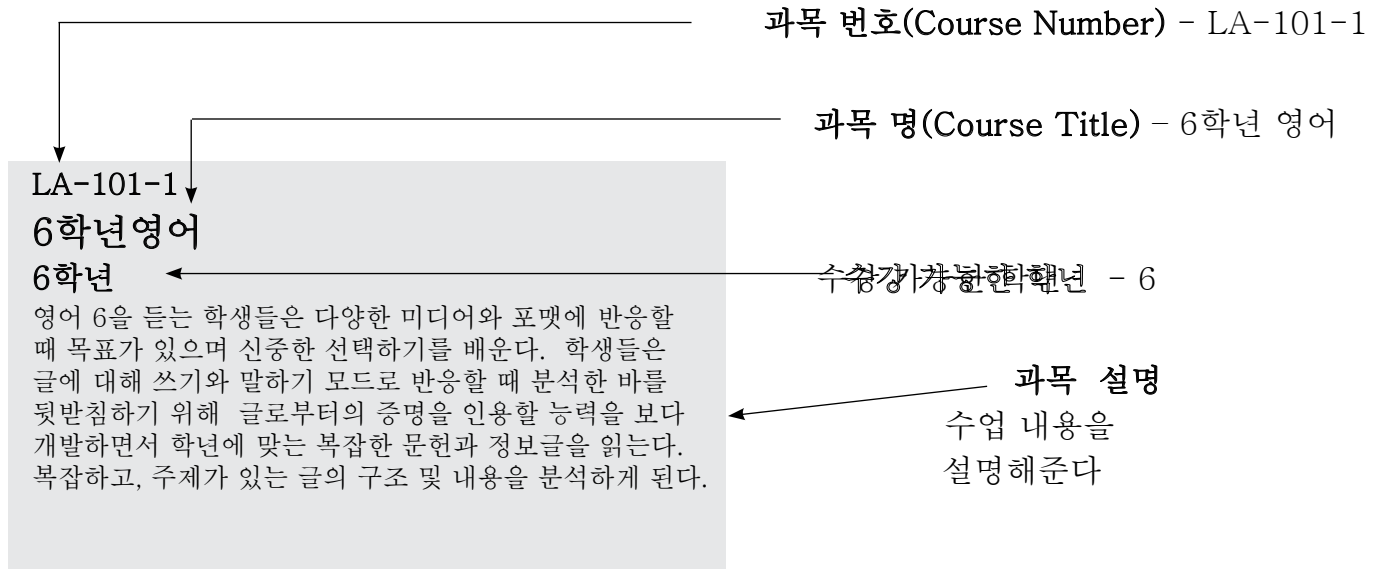 과목 번호(Course Number) - LA-101-1
과목 명(Course Title) - 6학년 영어
LA-101-1
6학년영어
6학년
수강 가능한 학년 - 6
영어 6을 듣는 학생들은 다양한 미디어와 포맷에 반응할
때 목표가 있으며 신중한 선택하기를 배운다. 학생들은
글에 대해 쓰기와 말하기 모드로 반응할 때 분석한 바를
뒷받침하기 위해 글로부터의 증명을 인용할 능력을 보다
개발하면서 학년에 맞는 복잡한 문헌과 정보글을 읽는다.
복잡하고, 주제가 있는 글의 구조 및 내용을 분석하게 된다.
과목 설명
수업 내용을
설명해준다